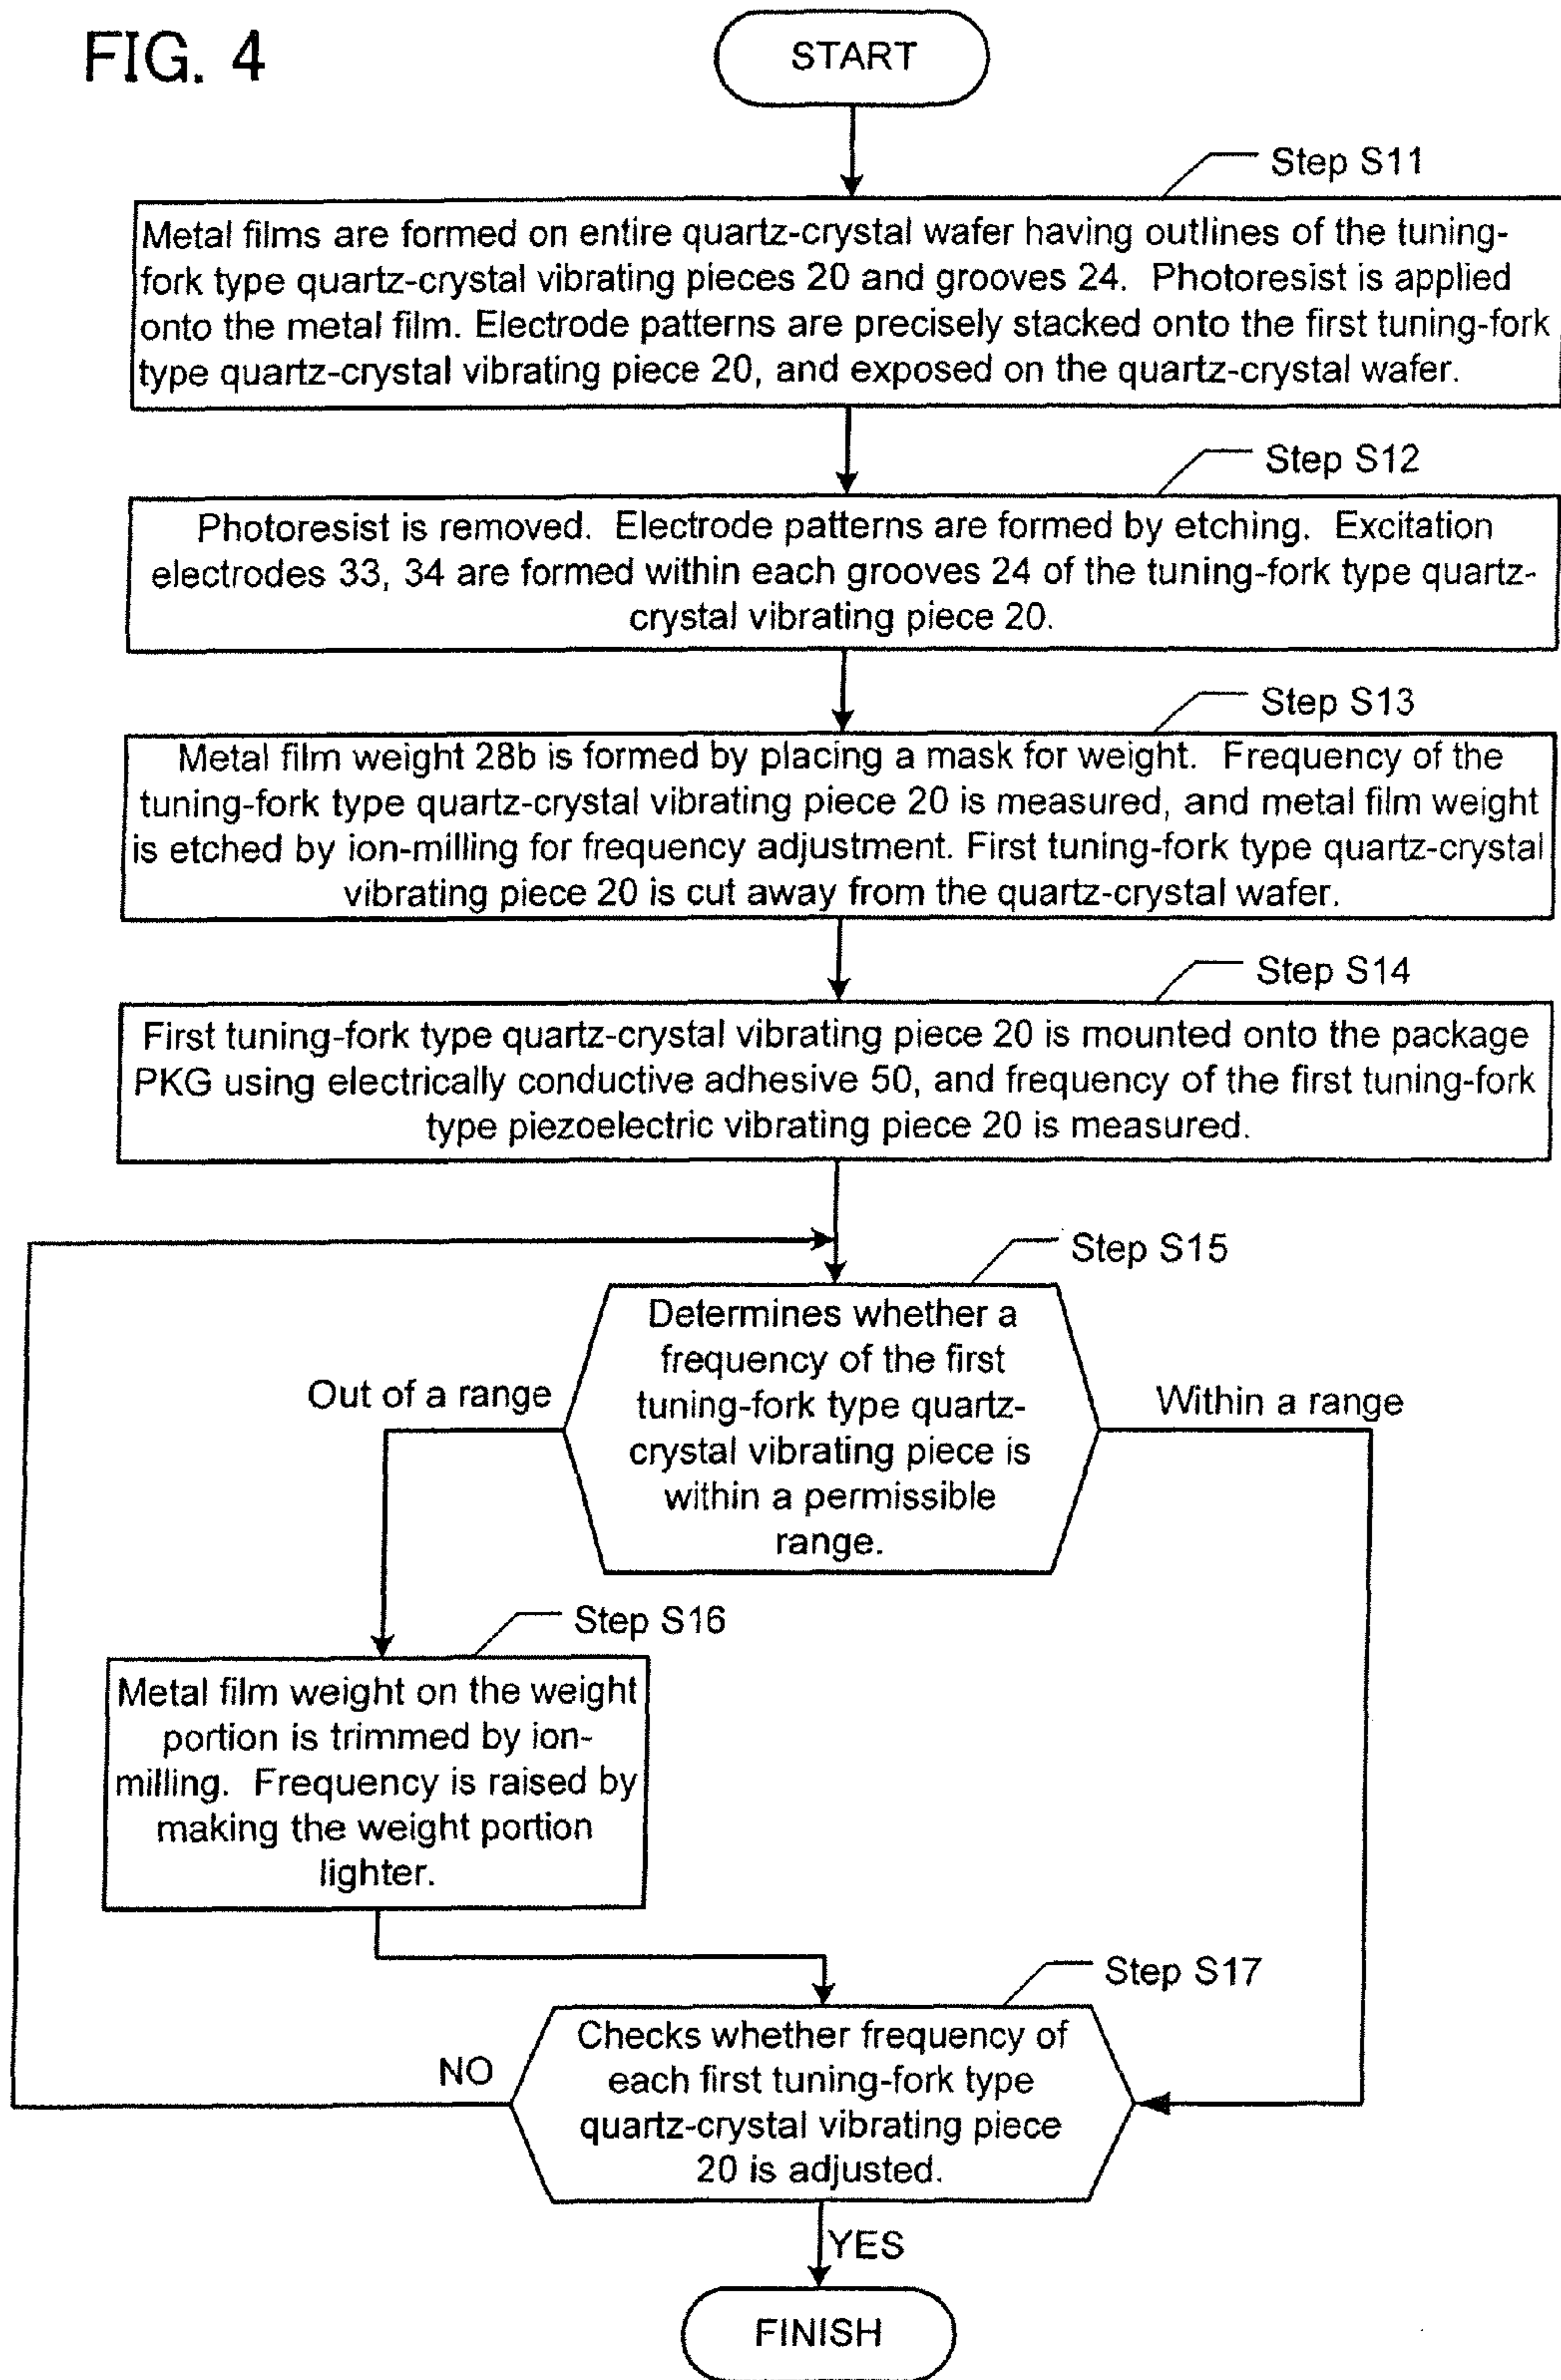 FIG. 4
START
Step S11
Metal films are formed on entire quartz-crystal wafer having outlines of the tuning-
fork type quartz-crystal vibrating pieces 20 and grooves 24. Photoresist is applied
onto the metal film. Electrode patterns are precisely stacked onto the first tuning-fork
type quartz-crystal vibrating piece 20, and exposed on the quartz-crystal wafer.
Step S12
Photoresist is removed. Electrode patterns are formed by etching. Excitation
electrodes 33, 34 are formed within each grooves 24 of the tuning-fork type quartz-
crystal vibrating piece 20.
Step S13
Metal film weight 28b is formed by placing a mask for weight. Frequency of the
tuning-fork type quartz-crystal vibrating piece 20 is measured, and metal film weight
is etched by ion-milling for frequency adjustment. First tuning-fork type quartz-crystal
vibrating piece 20 is cut away from the quartz-crystal wafer.
Step S14
First tuning-fork type quartz-crystal vibrating piece 20 is mounted onto the package
PKG using electrically conductive adhesive 50, and frequency of the first tuning-fork
type piezoelectric vibrating piece 20 is measured.
Step S15
Determines whether a
frequency of the first
tuning-fork type quartz-
crystal vibrating piece is
within a permissible
range.
Out of a range
Within a range
Step S16
Metal film weight on the weight
portion is trimmed by ion-
milling. Frequency is raised by
making the weight portion
lighter.
Step S17
Checks whether frequency of
each first tuning-fork type
quartz-crystal vibrating piece
20 is adjusted.
NO
YES
FINISH